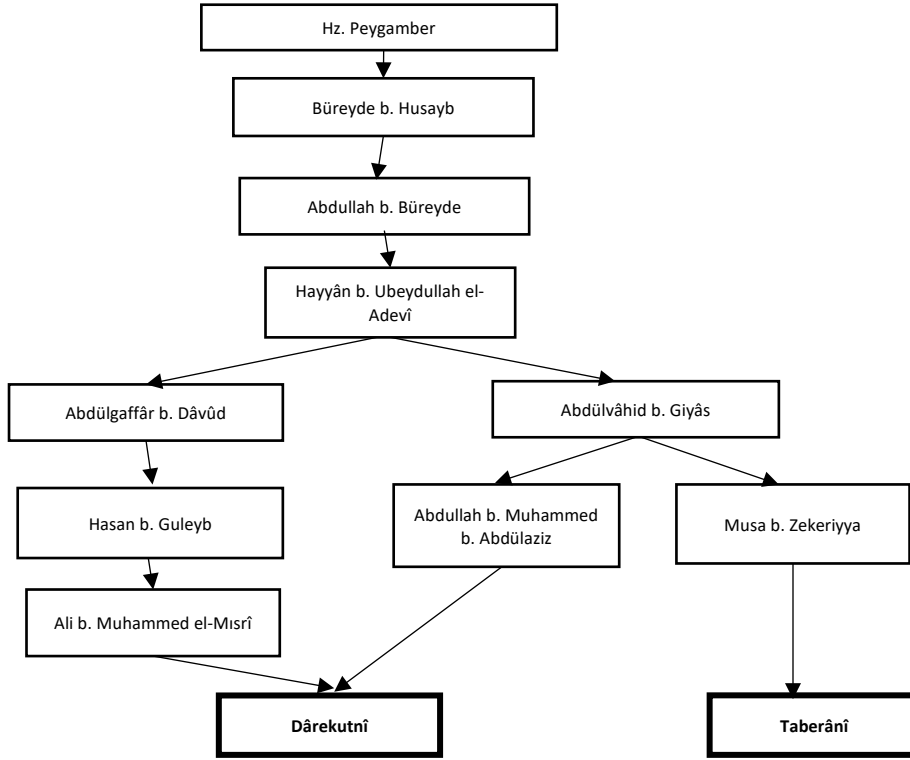 Hz. Peygamber
Büreyde b. Husayb
Abdullah b. Büreyde
Hayyân b. Ubeydullah el-
Adevî
Abdülgaffâr b. Dâvûd
Abdülvâhid b. Giyâs
Hasan b. Guleyb
Abdullah b. Muhammed
b. Abdülaziz
Musa b. Zekeriyya
Ali b. Muhammed el-Mısrî
Dârekutnî
Taberânî